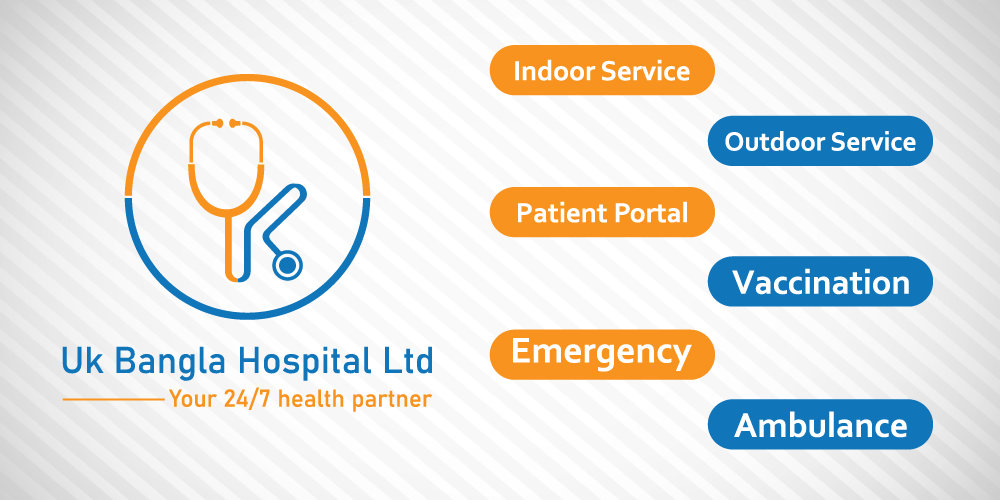 Uk Bangla Hospital Ltd
Your 24/7 health partner
Indoor Service
Outdoor Service
Patient Portal
Vaccination
Emergency
Ambulance